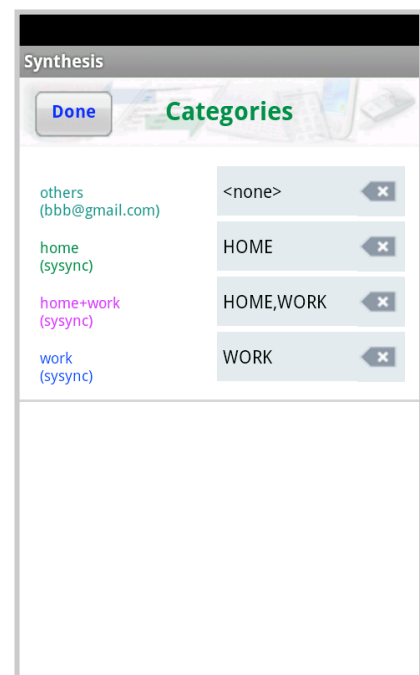 Synthesis
Done
Categories
others
(bbb@gmail.com)
<none>
home
(sysync)
HOME
home+work
(sysync)
HOME,WORK
work
(sysync)
WORK